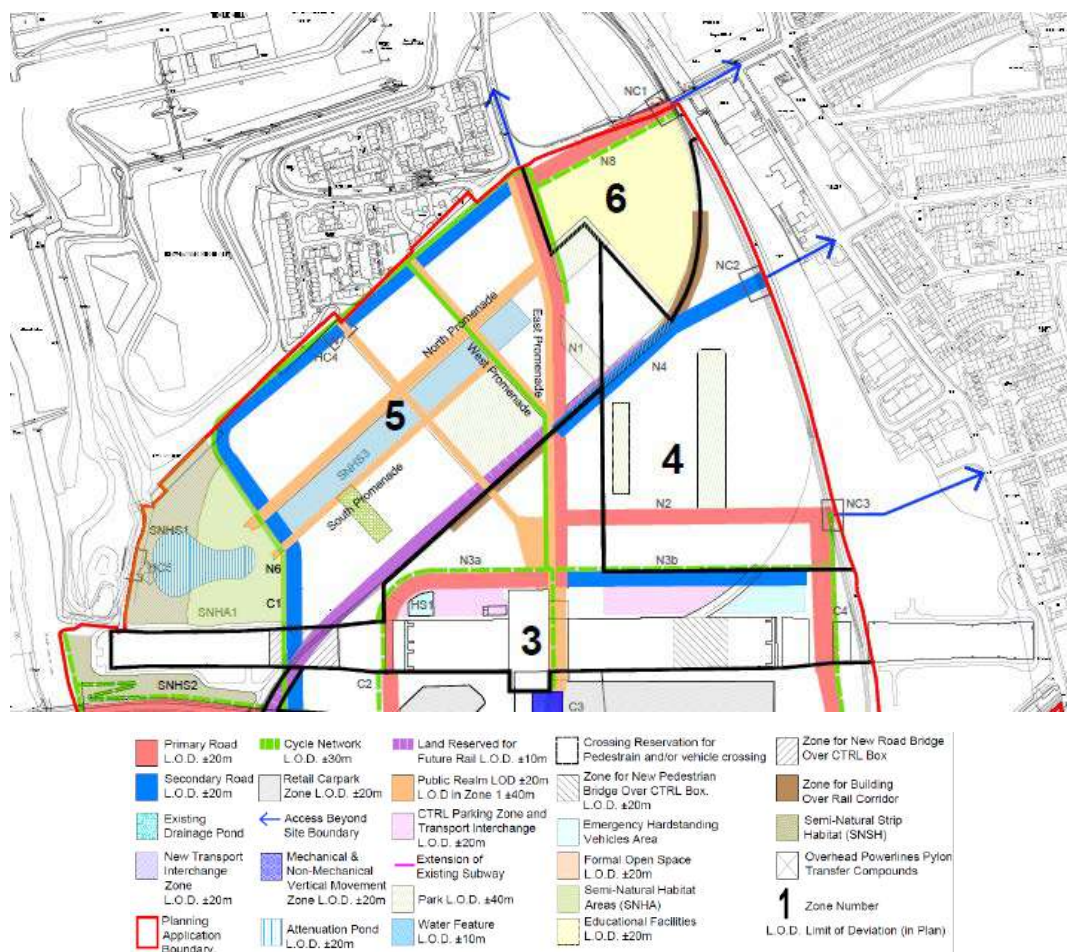 NC1
N8
6
NC2
North Promenade
East Promenade
HC4
West Promenade
N1
N4
5
SNHS3
4
South Promenade
N2
NC3
SNHS1
N6
N3a
N3b
SNHA1
C1
HS1
C4
3
SNHS2
C2
C3
Primary Road
L.O.D. ±20m
Secondary Road
L.O.D. ±20m
Existing
Drainage Pond
New Transport
Interchange
Zone
L.O.D. ±20m
Planning
Application
Boundary
Cycle Network
L.O.D. ±30m
Retail Carpark
Zone L.O.D. ±20m
Access Beyond
Site Boundary
Mechanical &
Non-Mechanical
Vertical Movement
Zone L.O.D. ±20m
Attenuation Pond
L.O.D. ±20m
Land Reserved for
Future Rail L.O.D. ±10m
Public Realm LOD ±20m
LOD in Zone 1 ±40m
CTRL Parking Zone and
Transport Interchange
L.O.D. ±20m
Extension of
Existing Subway
Park L.O.D. ±40m
Water Feature
L.O.D. ±10m
Crossing Reservation for
Pedestrian and/or vehicle crossing
Zone for New Pedestrian
Bridge Over CTRL Box.
L.O.D. ±20m
Emergency Hardstanding
Vehicles Area
Formal Open Space
L.O.D. ±20m
Semi-Natural Habitat
Areas (SNHA)
Educational Facilities
L.O.D. ±20m
Zone for New Road Bridge
Over CTRL Box
Zone for Building
Over Rail Corridor
Semi-Natural Strip
Habitat (SNSH)
Overhead Powerlines Pylon
Transfer Compounds
1 Zone Number
L.O.D. Limit of Deviation (in Plan)